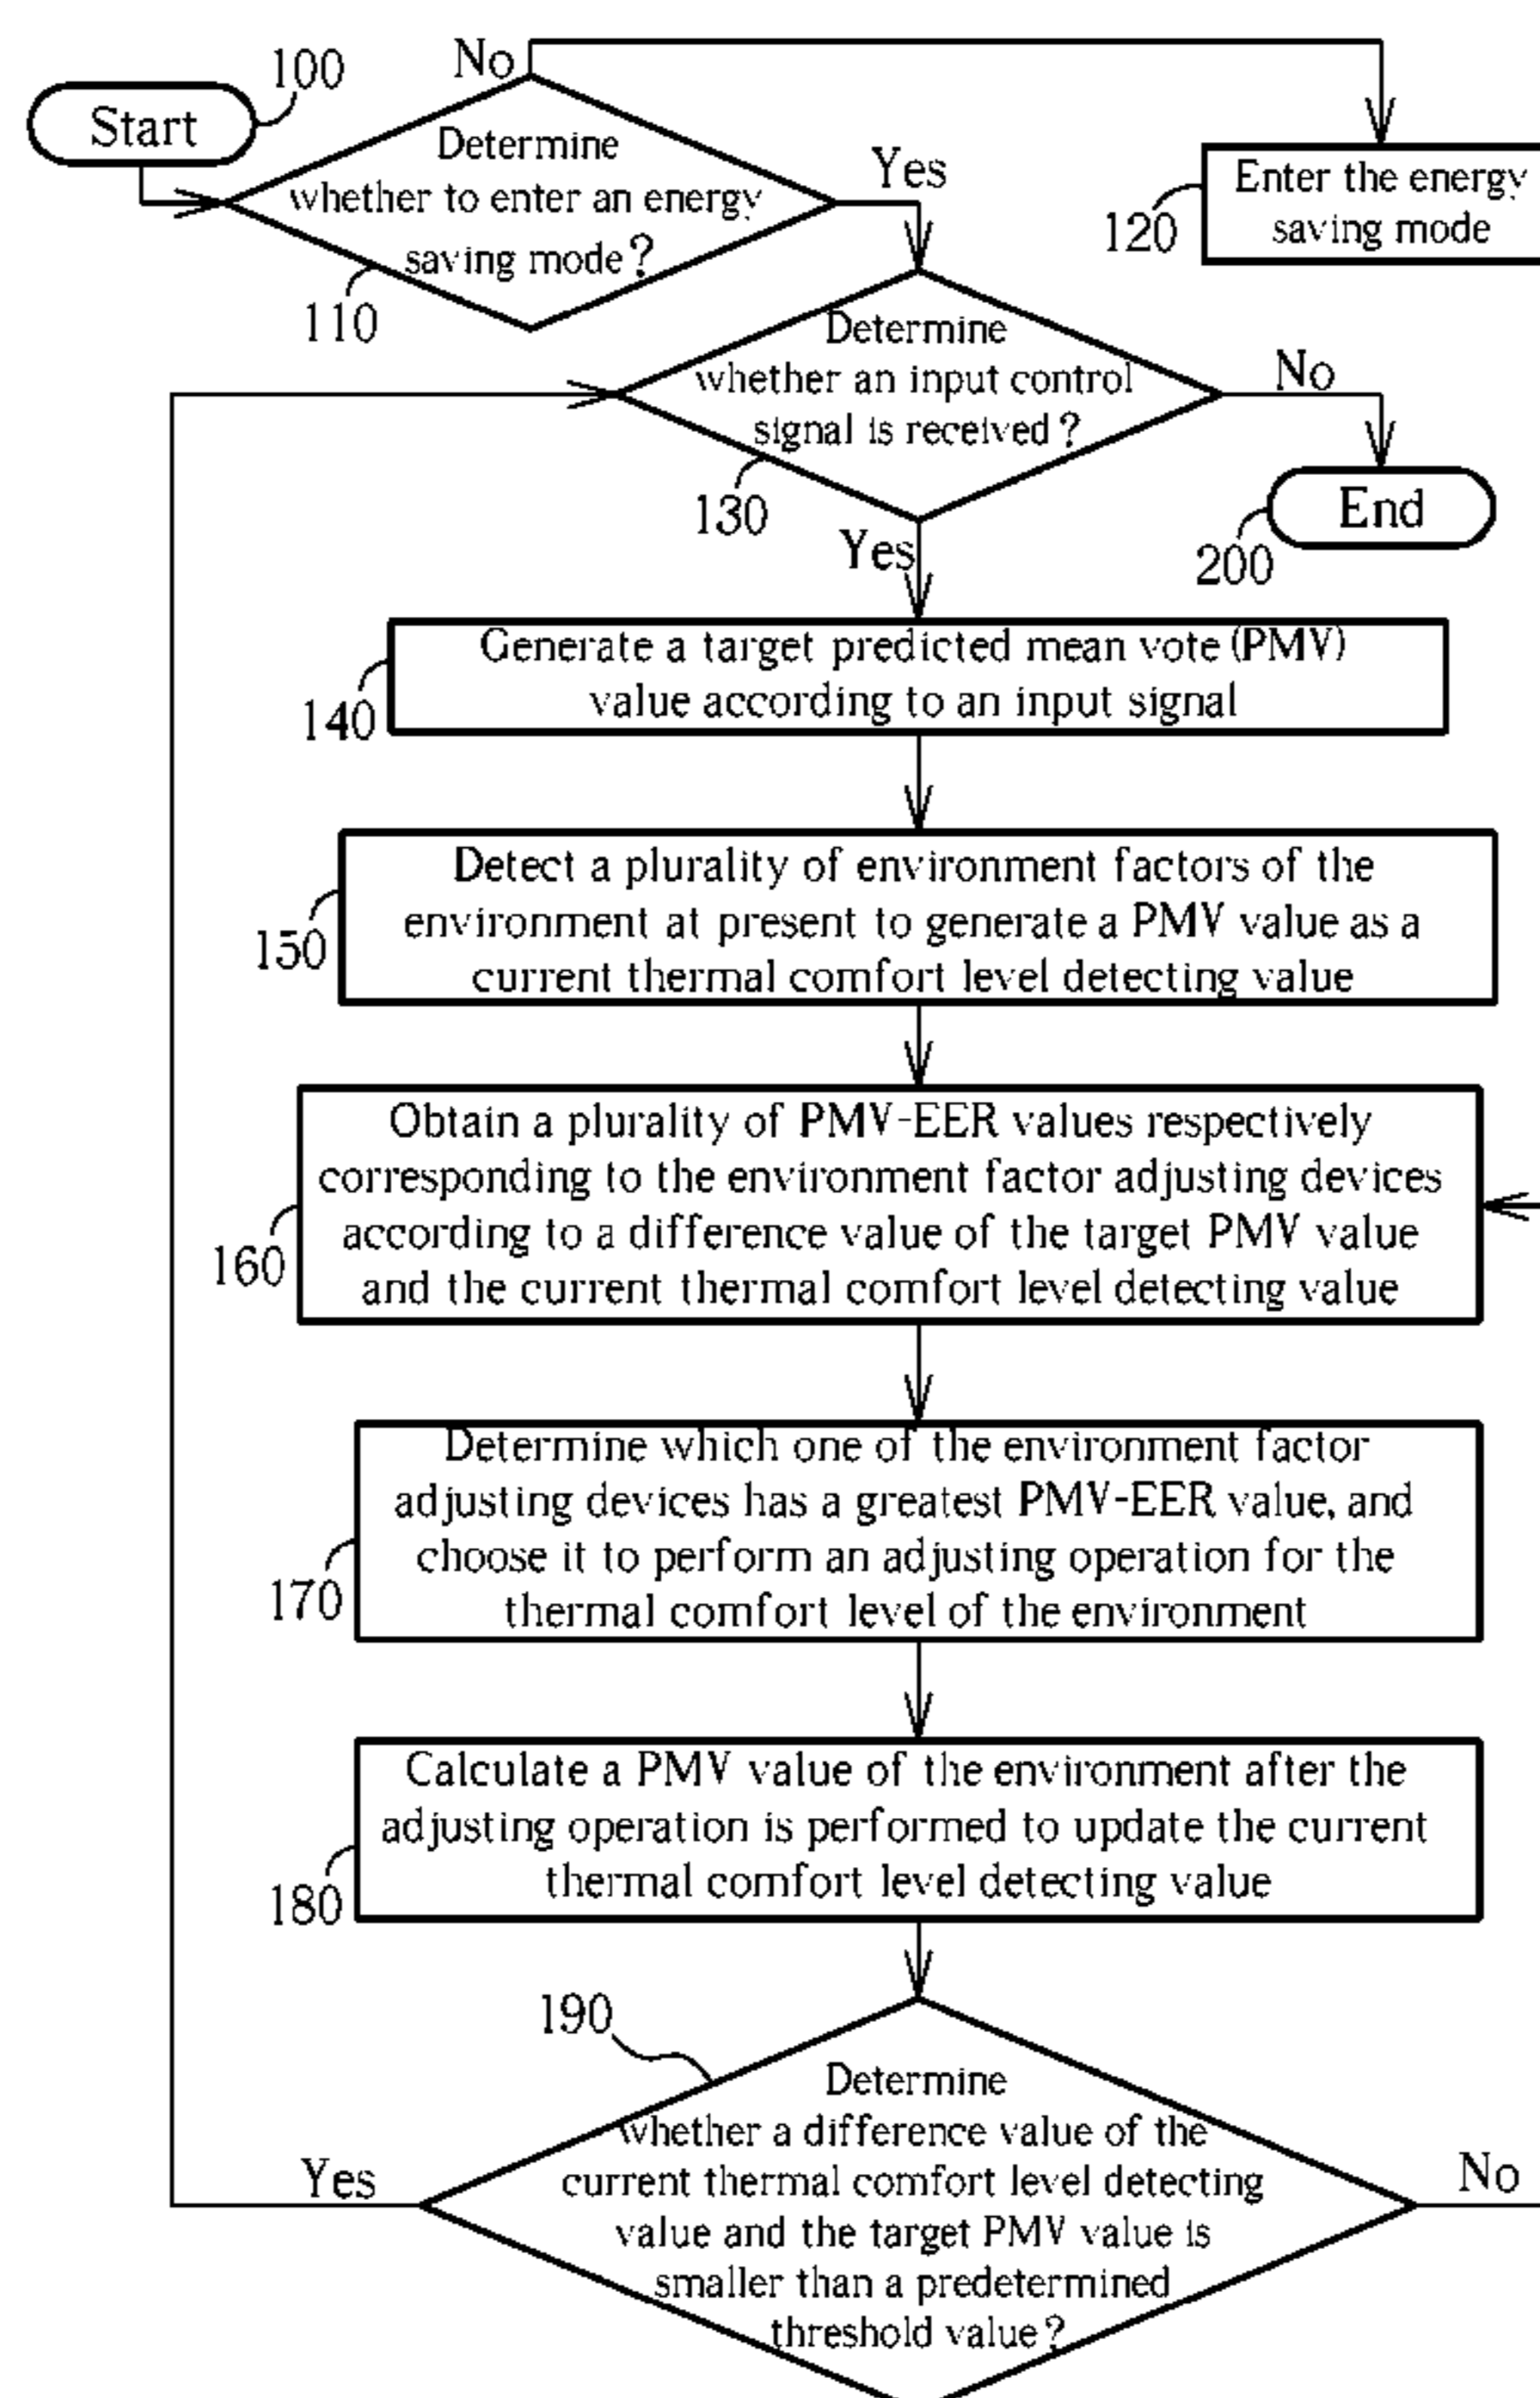 No
100
Start
Determine
whether to enter an energy
saving mode?
110
Yes
Enter the energy
saving mode
120
Determine
whether an input control
signal is received?
130
No
End
200
Yes
Generate a target predicted mean vote (PMV)
value according to an input signal
140
Detect a plurality of environment factors of the
environment at present to generate a PMV value as a
current thermal comfort level detecting value
150
Obtain a plurality of PMV-EER values respectively
corresponding to the environment factor adjusting devices
according to a difference value of the target PMV value
and the current thermal comfort level detecting value
160
Determine which one of the environment factor
adjusting devices has a greatest PMV-EER value, and
choose it to perform an adjusting operation for the
thermal comfort level of the environment
170
Calculate a PMV value of the environment after the
adjusting operation is performed to update the current
thermal comfort level detecting value
180
190
Determine
whether a difference value of the
current thermal comfort level detecting
value and the target PMV value is
smaller than a predetermined
threshold value?
Yes
No